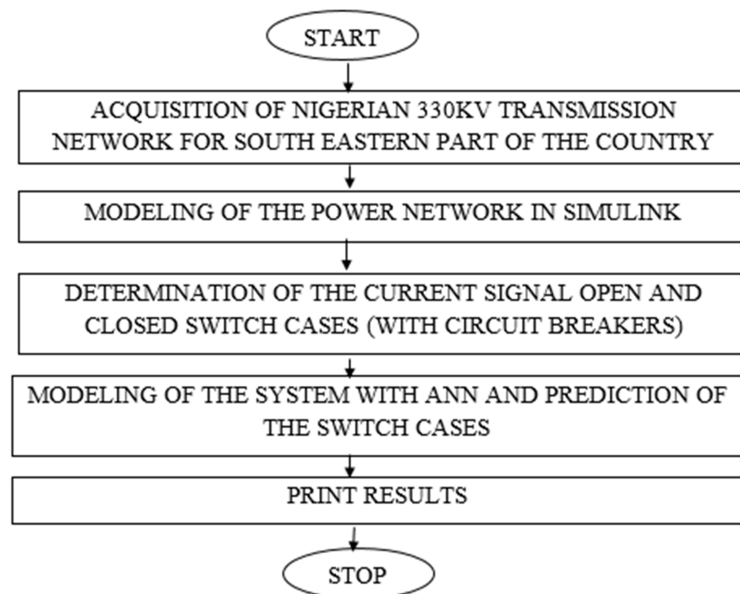 START
ACQUISITION OF NIGERIAN 330KV TRANSMISSION
NETWORK FOR SOUTH EASTERN PART OF THE COUNTRY
MODELING OF THE POWER NETWORK IN SIMULINK
DETERMINATION OF THE CURRENT SIGNAL OPEN AND
CLOSED SWITCH CASES (WITH CIRCUIT BREAKERS)
MODELING OF THE SYSTEM WITH ANN AND PREDICTION OF
THE SWITCH CASES
PRINT RESULTS
STOP